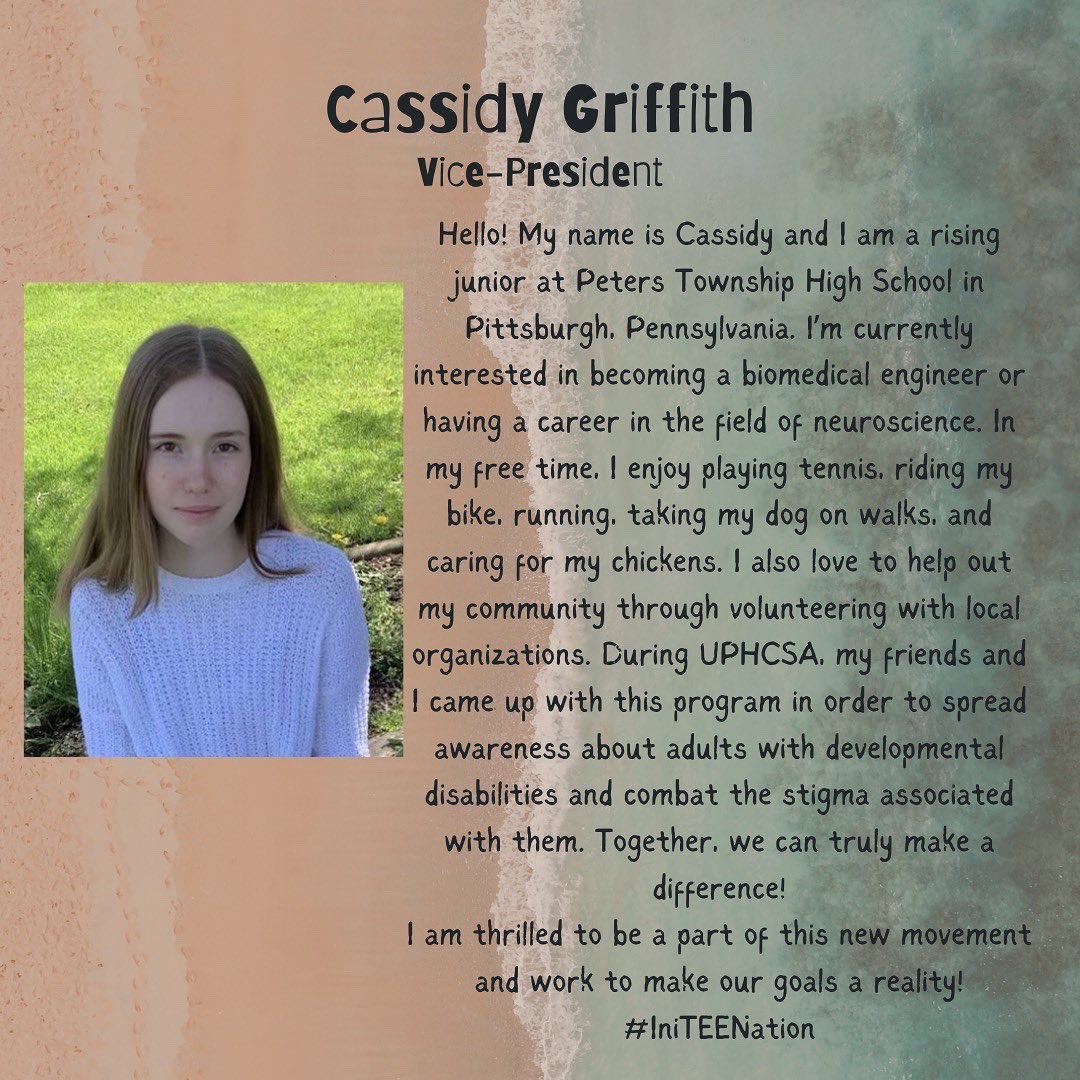 Cassidy Griffith
Vice-President
Hello! My name is Cassidy and I am a rising
junior at Peters Township High School in
Pittsburgh, Pennsylvania. I'm currently
interested in becoming a biomedical engineer or
having a career in the field of neuroscience. In
my free time, I enjoy playing tennis, riding my
bike, running, taking my dog on walks, and
caring for my chickens. I also love to help out
my community through volunteering with local
organizations. During UPHCSA, my friends and
I came up with this program in order to spread
awareness about adults with developmental
disabilities and combat the stigma associated
with them. Together, we can truly make a
difference!
I am thrilled to be a part of this new movement
and work to make our goals a reality!
#IniTEENation